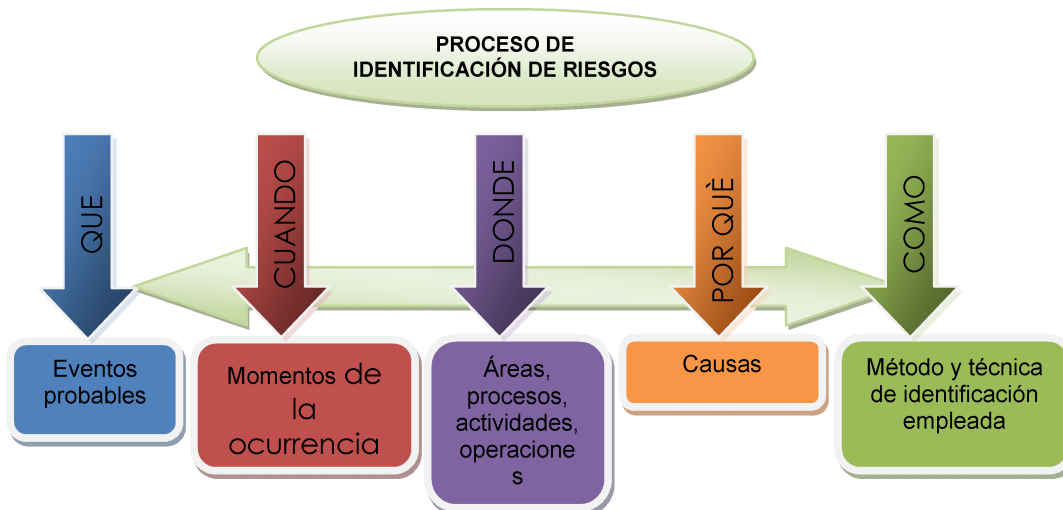 PROCESO DE
IDENTIFICACIÓN DE RIESGOS
QUE
CUANDO
DONDE
POR QUÈ
COMO
Eventos
probables
Momentos de
la
ocurrencia
Áreas,
procesos,
actividades,
operacione
s
Causas
Método y técnica
de identificación
empleada